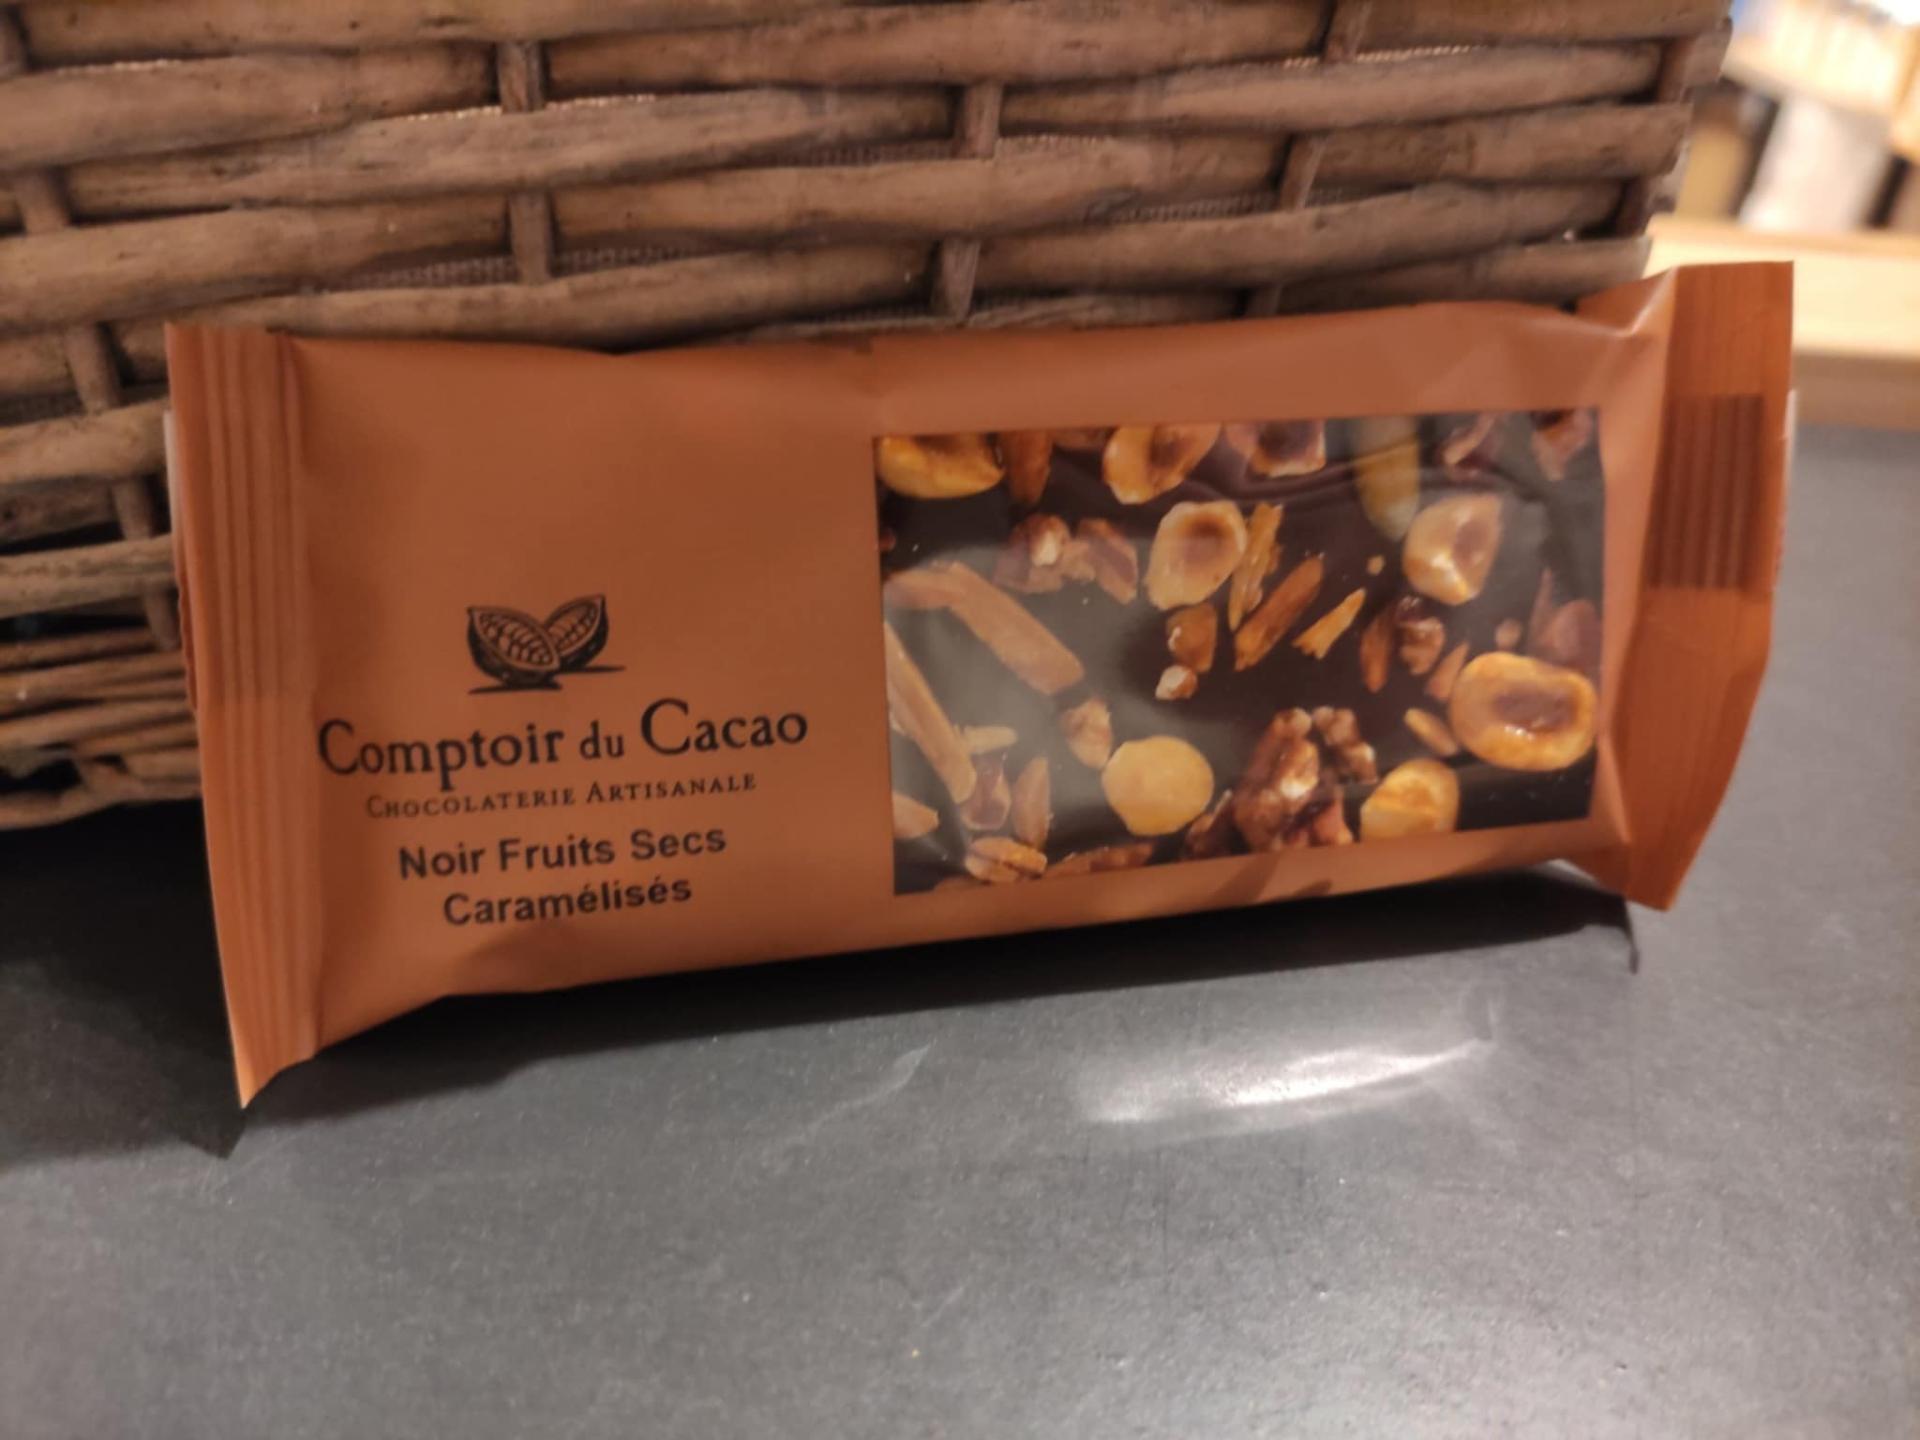 Comptoir du Cacao
Chocolaterie Artisanale
Noir Fruits Secs
Caramélisés